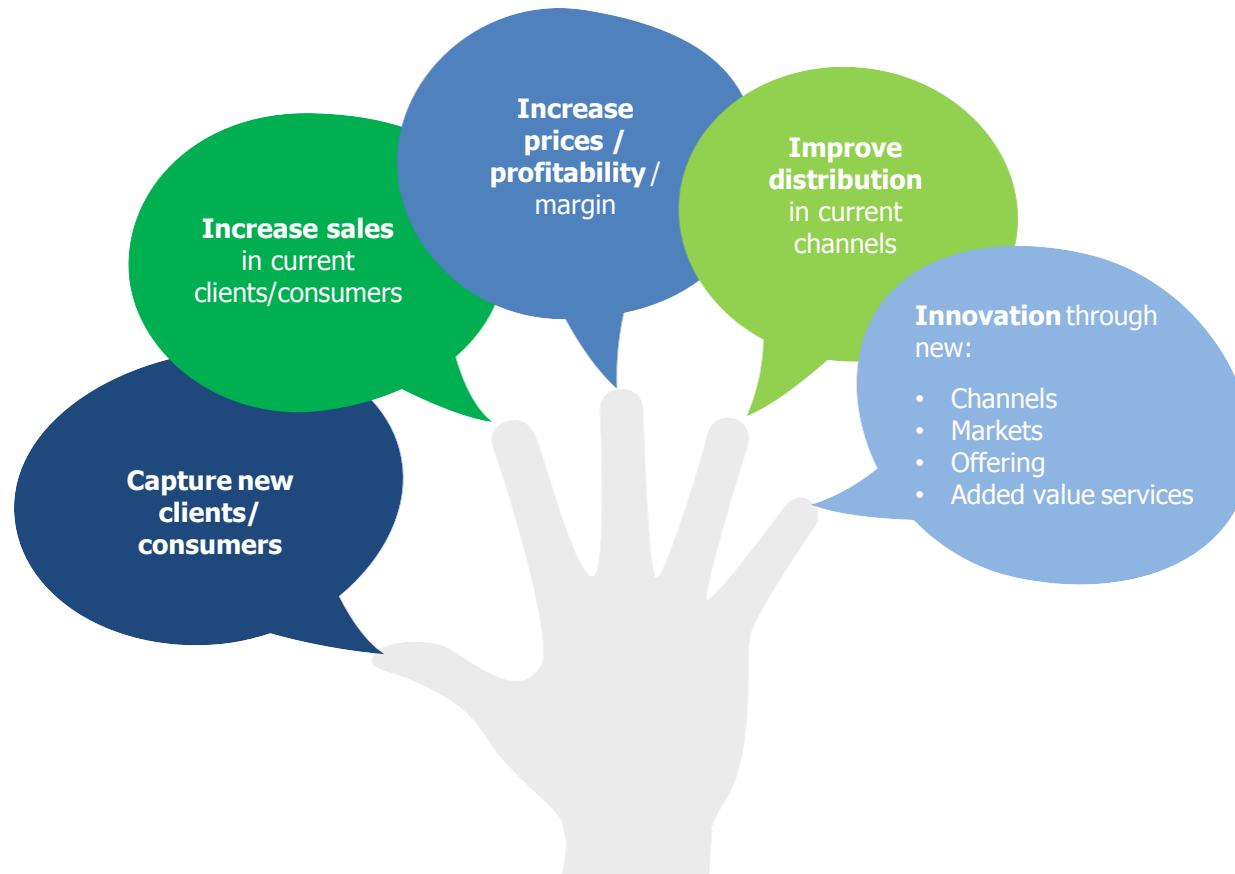 Capture new
clients/
consumers
Increase sales
in current
clients/consumers
Increase
prices /
profitability /
margin
Improve
distribution
in current
channels
Innovation through
new:
• Channels
• Markets
• Offering
• Added value services